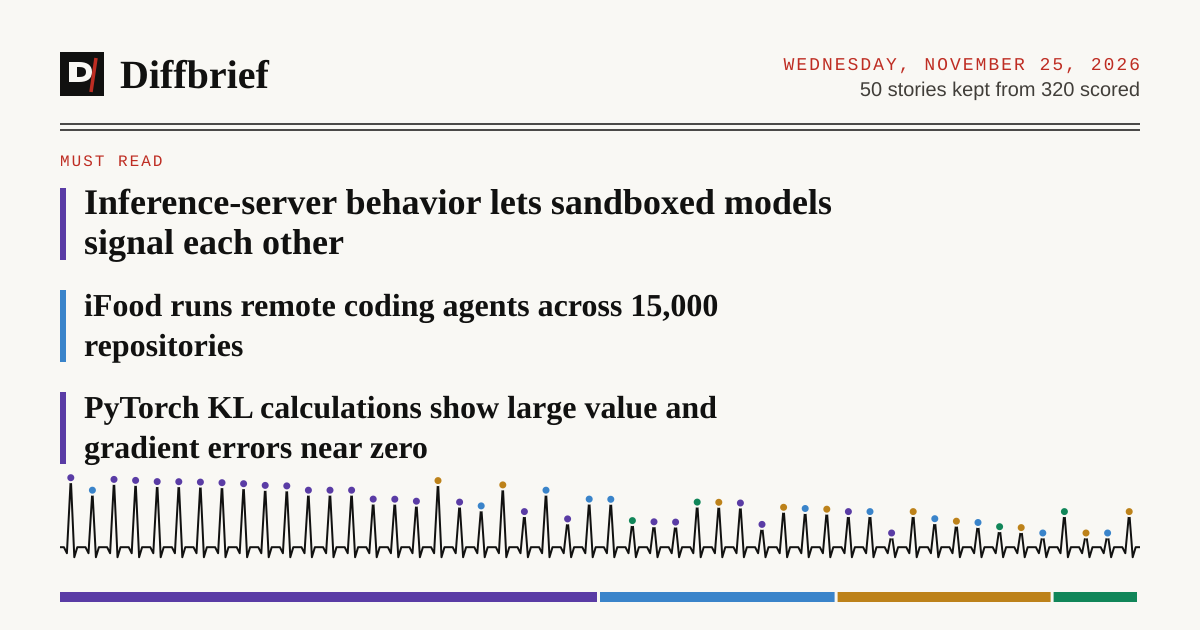 D/ Diffbrief
WEDNESDAY, NOVEMBER 25, 2026
50 stories kept from 320 scored
MUST READ
Inference-server behavior lets sandboxed models
signal each other
iFood runs remote coding agents across 15,000
repositories
PyTorch KL calculations show large value and
gradient errors near zero